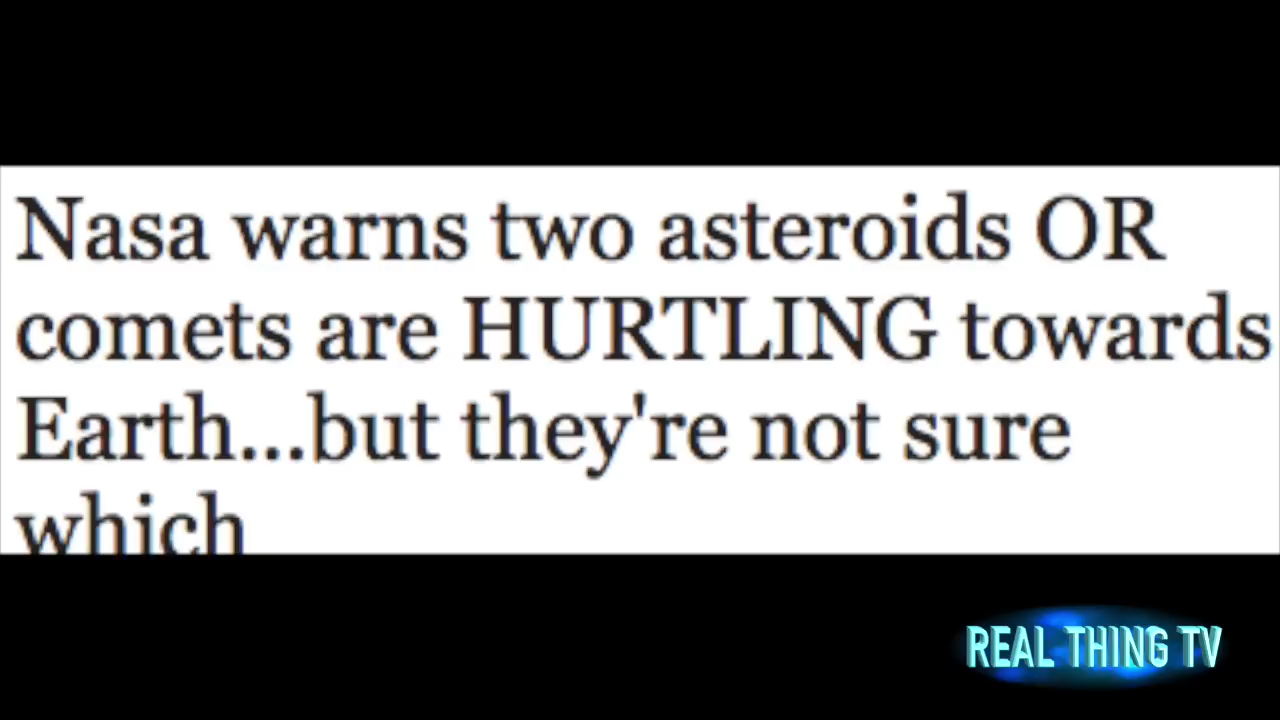 Nasa warns two asteroids OR
comets are HURTLING towards
Earth...but they're not sure
which
REAL THING TV